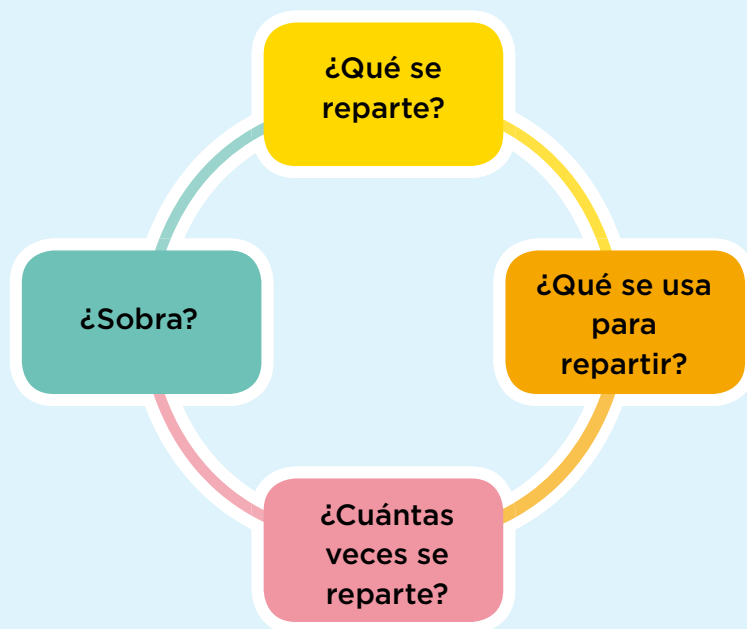 ¿Qué se
reparte?
¿Qué se usa
para
repartir?
¿Cuántas
veces se
reparte?
¿Sobra?